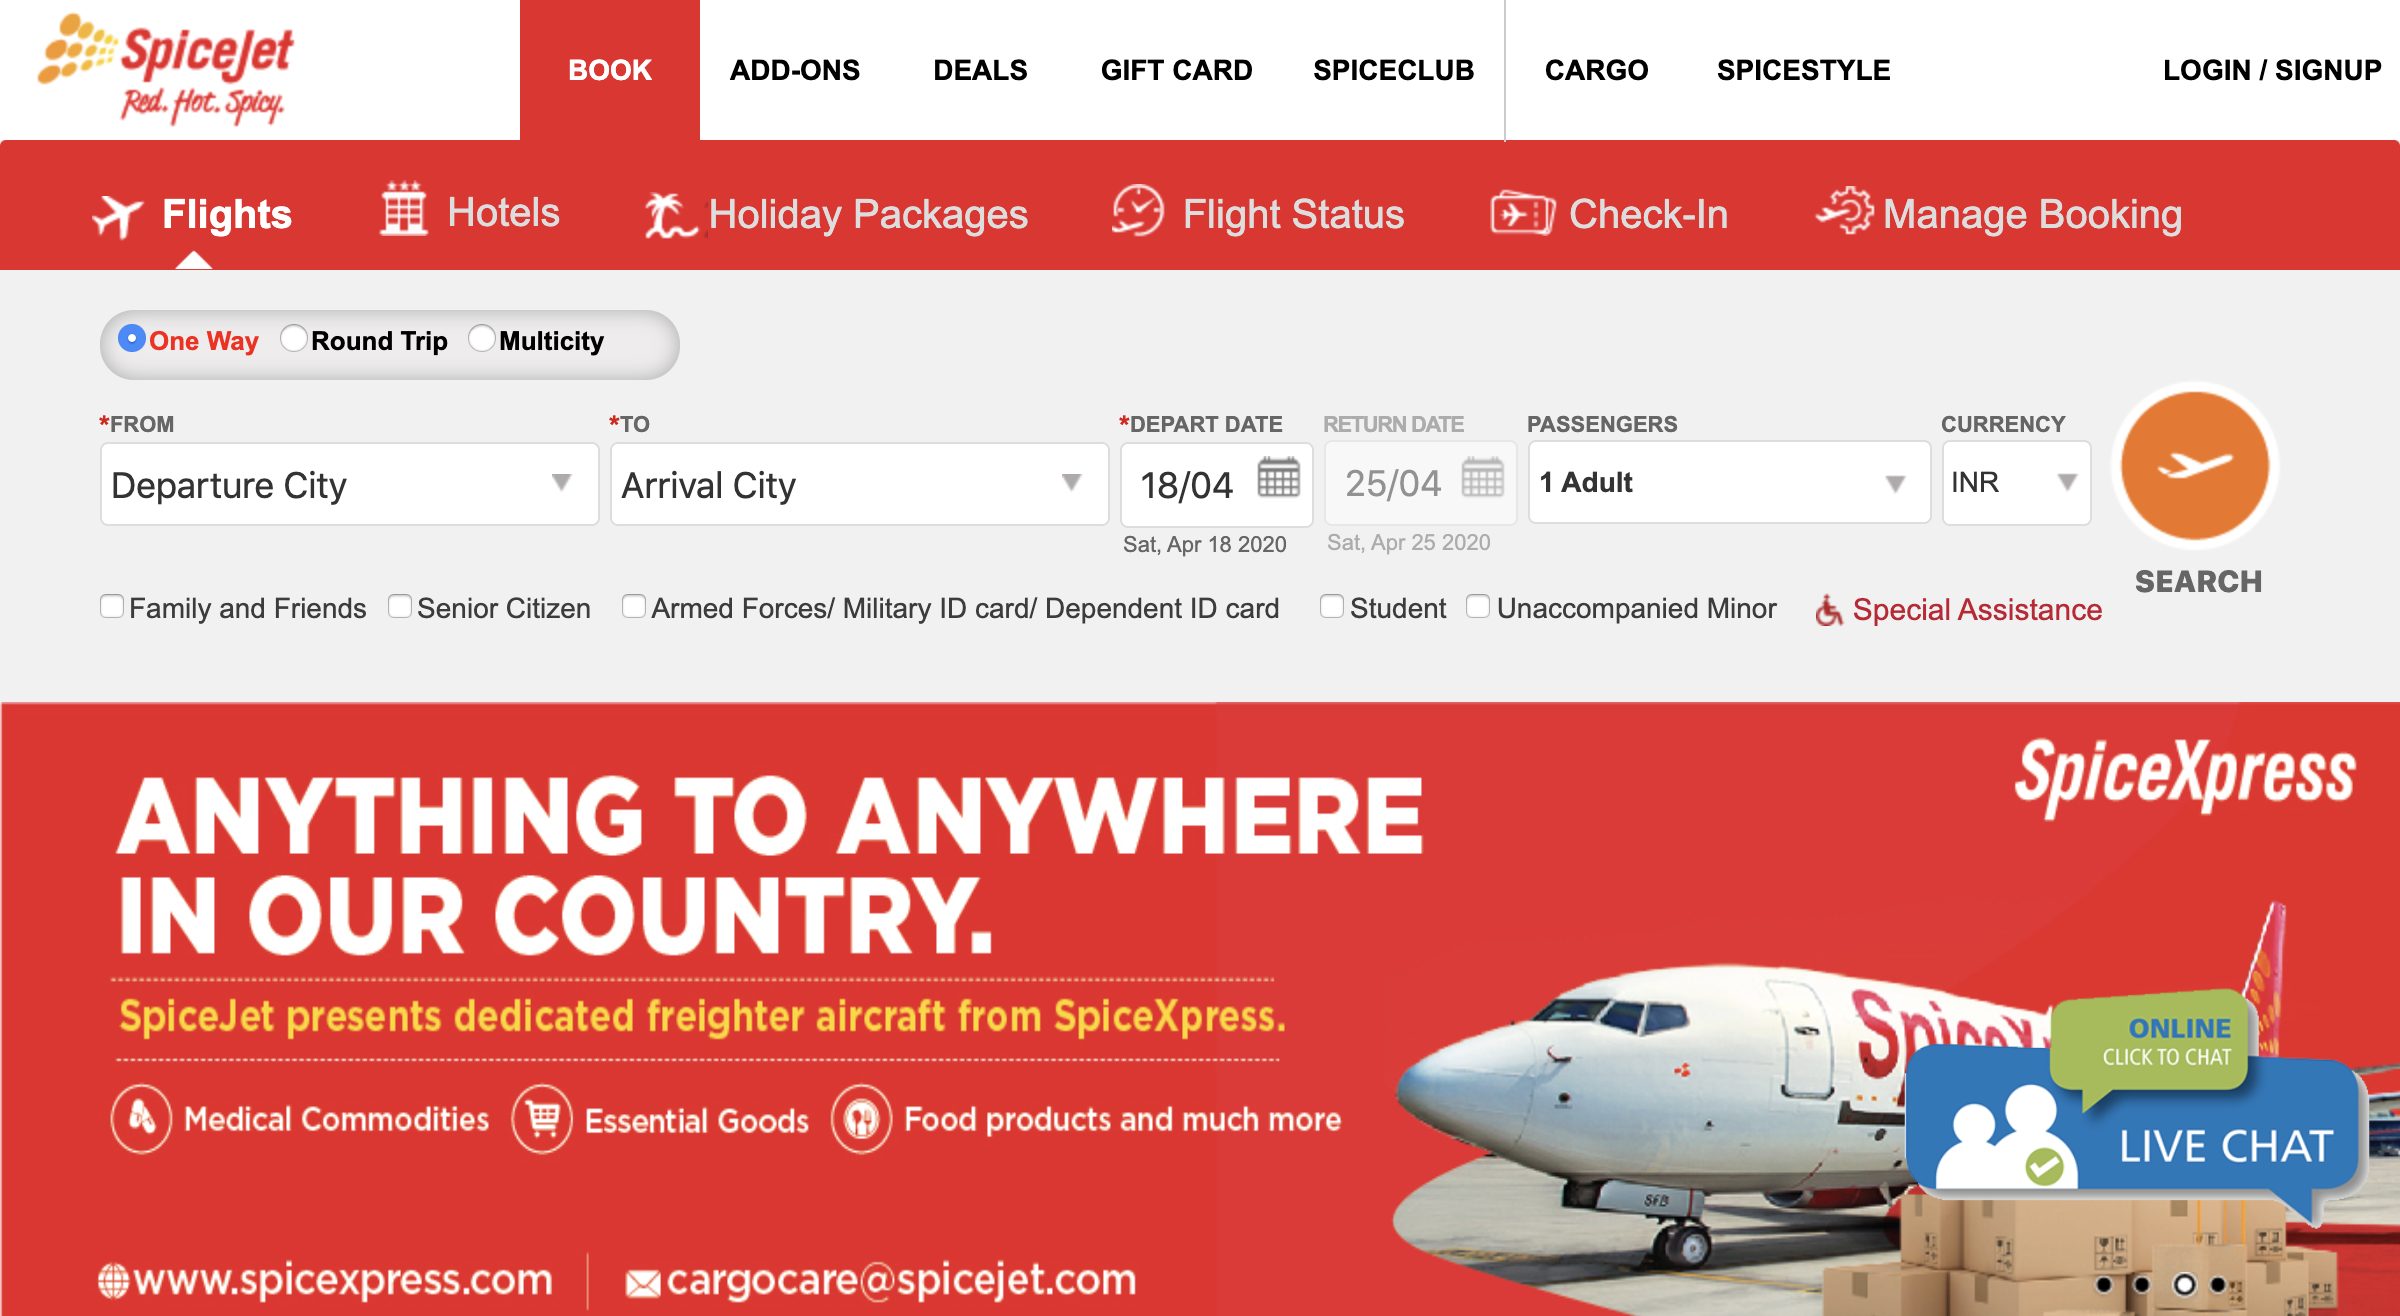 SpiceJet
Red. Hot. Spicy.
BOOK ADD-ONS DEALS GIFT CARD SPICECLUB CARGO SPICESTYLE LOGIN / SIGNUP
Flights Hotels Holiday Packages Flight Status Check-In Manage Booking
One Way Round Trip Multicity
*FROM *TO *DEPART DATE RETURN DATE PASSENGERS CURRENCY
Departure City Arrival City 18/04 25/04 1 Adult INR
Sat, Apr 18 2020 Sat, Apr 25 2020
SEARCH
Family and Friends Senior Citizen Armed Forces/ Military ID card/ Dependent ID card Student Unaccompanied Minor Special Assistance
SpiceXpress
ANYTHING TO ANYWHERE
IN OUR COUNTRY.
SpiceJet presents dedicated freighter aircraft from SpiceXpress.
Medical Commodities Essential Goods Food products and much more
ONLINE
CLICK TO CHAT
LIVE CHAT
www.spicexpress.com cargocare@spicejet.com